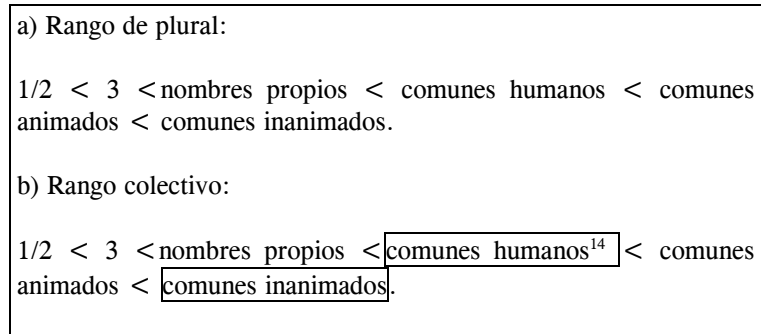 a) Rango de plural:
1/2 < 3 <nombres propios < comunes humanos < comunes
animados < comunes inanimados.
b) Rango colectivo:
1/2 < 3 <nombres propios <comunes humanos¹⁴ < comunes
animados < comunes inanimados.